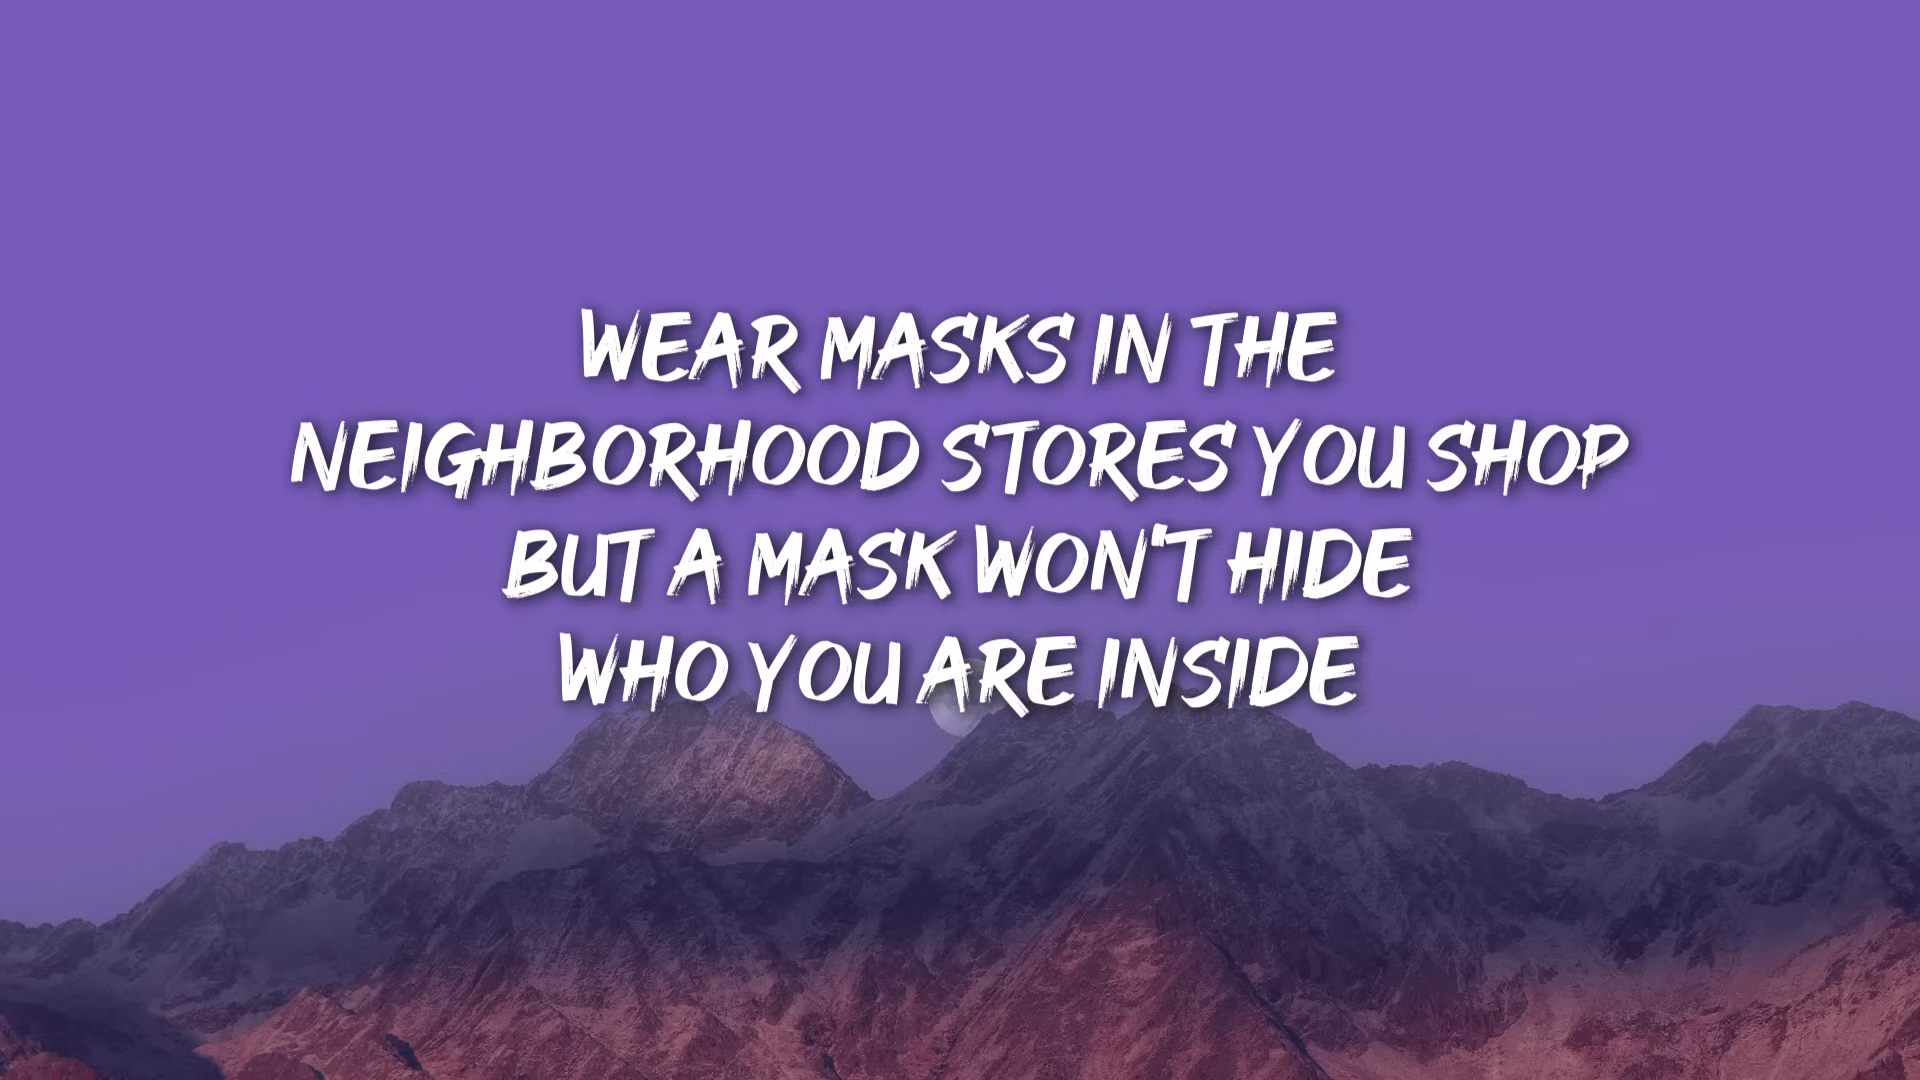 WEAR MASKS IN THE
NEIGHBORHOOD STORES YOU SHOP
BUT A MASK WON'T HIDE
WHO YOU ARE INSIDE